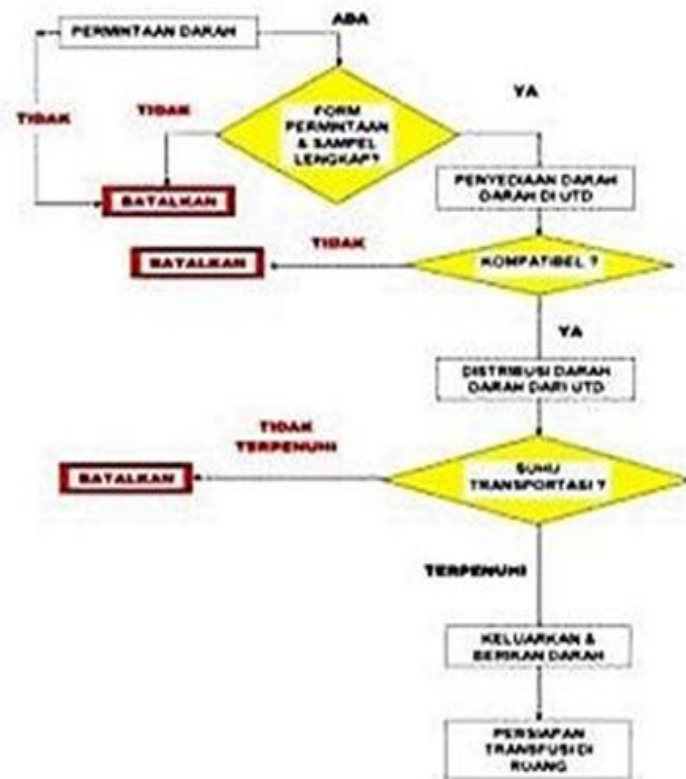 ADA
PERMINTAAN DARAH
YA
TIDAK
TIDAK
FORM
PERMINTAAN
& SAMPEL
LENGKAP?
BATALKAN
PENYEDIAAN DARAH
DARAH DI UTD
TIDAK
BATALKAN
KOMPATIBEL ?
YA
DISTRIBUSI DARAH
DARAH DARI UTD
TIDAK
TERPENUHI
BATALKAN
SUHU
TRANSPORTASI ?
TERPENUHI
KELUARKAN &
BERIKAN DARAH
PERSIAPAN
TRANSFUSI DI
RUANG